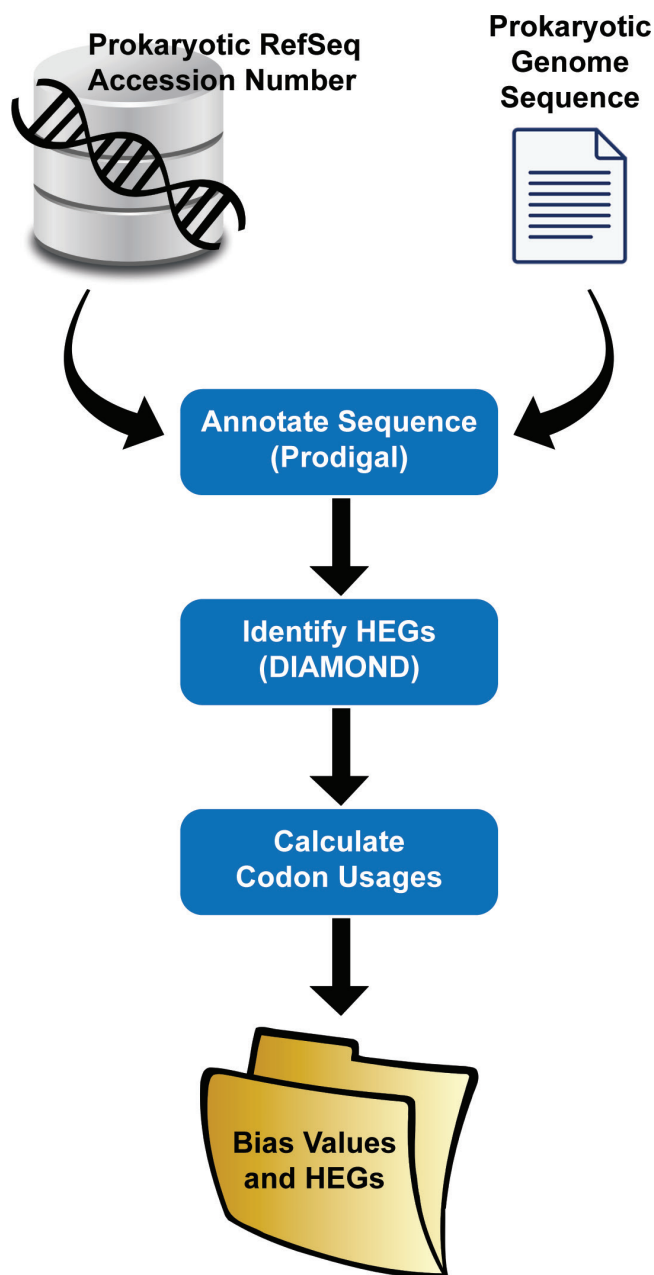 Prokaryotic RefSeq
Accession Number
Prokaryotic
Genome
Sequence
Annotate Sequence
(Prodigal)
Identify HEGs
(DIAMOND)
Calculate
Codon Usages
Bias Values
and HEGs